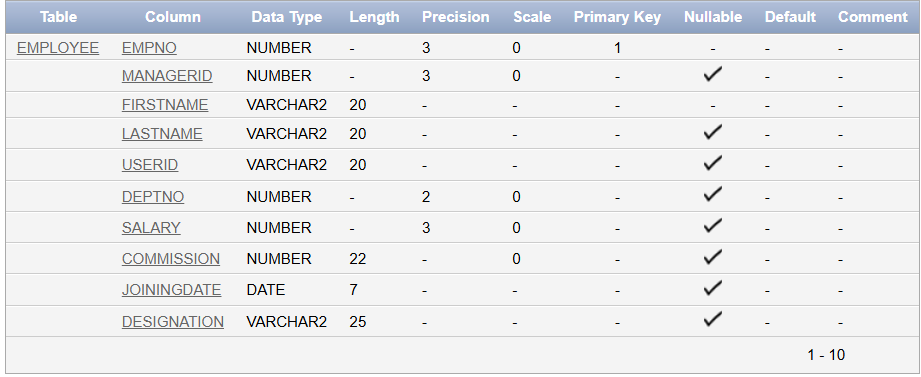 Table Column Data Type Length Precision Scale Primary Key Nullable Default Comment
EMPLOYEE EMPNO NUMBER - 3 0 1 - - -
MANAGERID NUMBER - 3 0 - ✓ - -
FIRSTNAME VARCHAR2 20 - - - - - -
LASTNAME VARCHAR2 20 - - - ✓ - -
USERID VARCHAR2 20 - - - ✓ - -
DEPTNO NUMBER - 2 0 - ✓ - -
SALARY NUMBER - 3 0 - ✓ - -
COMMISSION NUMBER 22 - 0 - ✓ - -
JOININGDATE DATE 7 - - - ✓ - -
DESIGNATION VARCHAR2 25 - - - ✓ - -
1 - 10